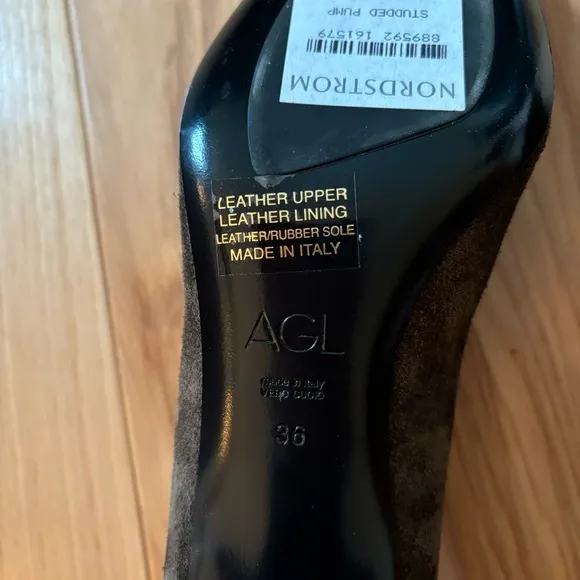 NORDSTROM
889592 161579
STUDDED PUMP
LEATHER UPPER
LEATHER LINING
LEATHER/RUBBER SOLE
MADE IN ITALY
AGL
made in italy
VERO CUOIO
36